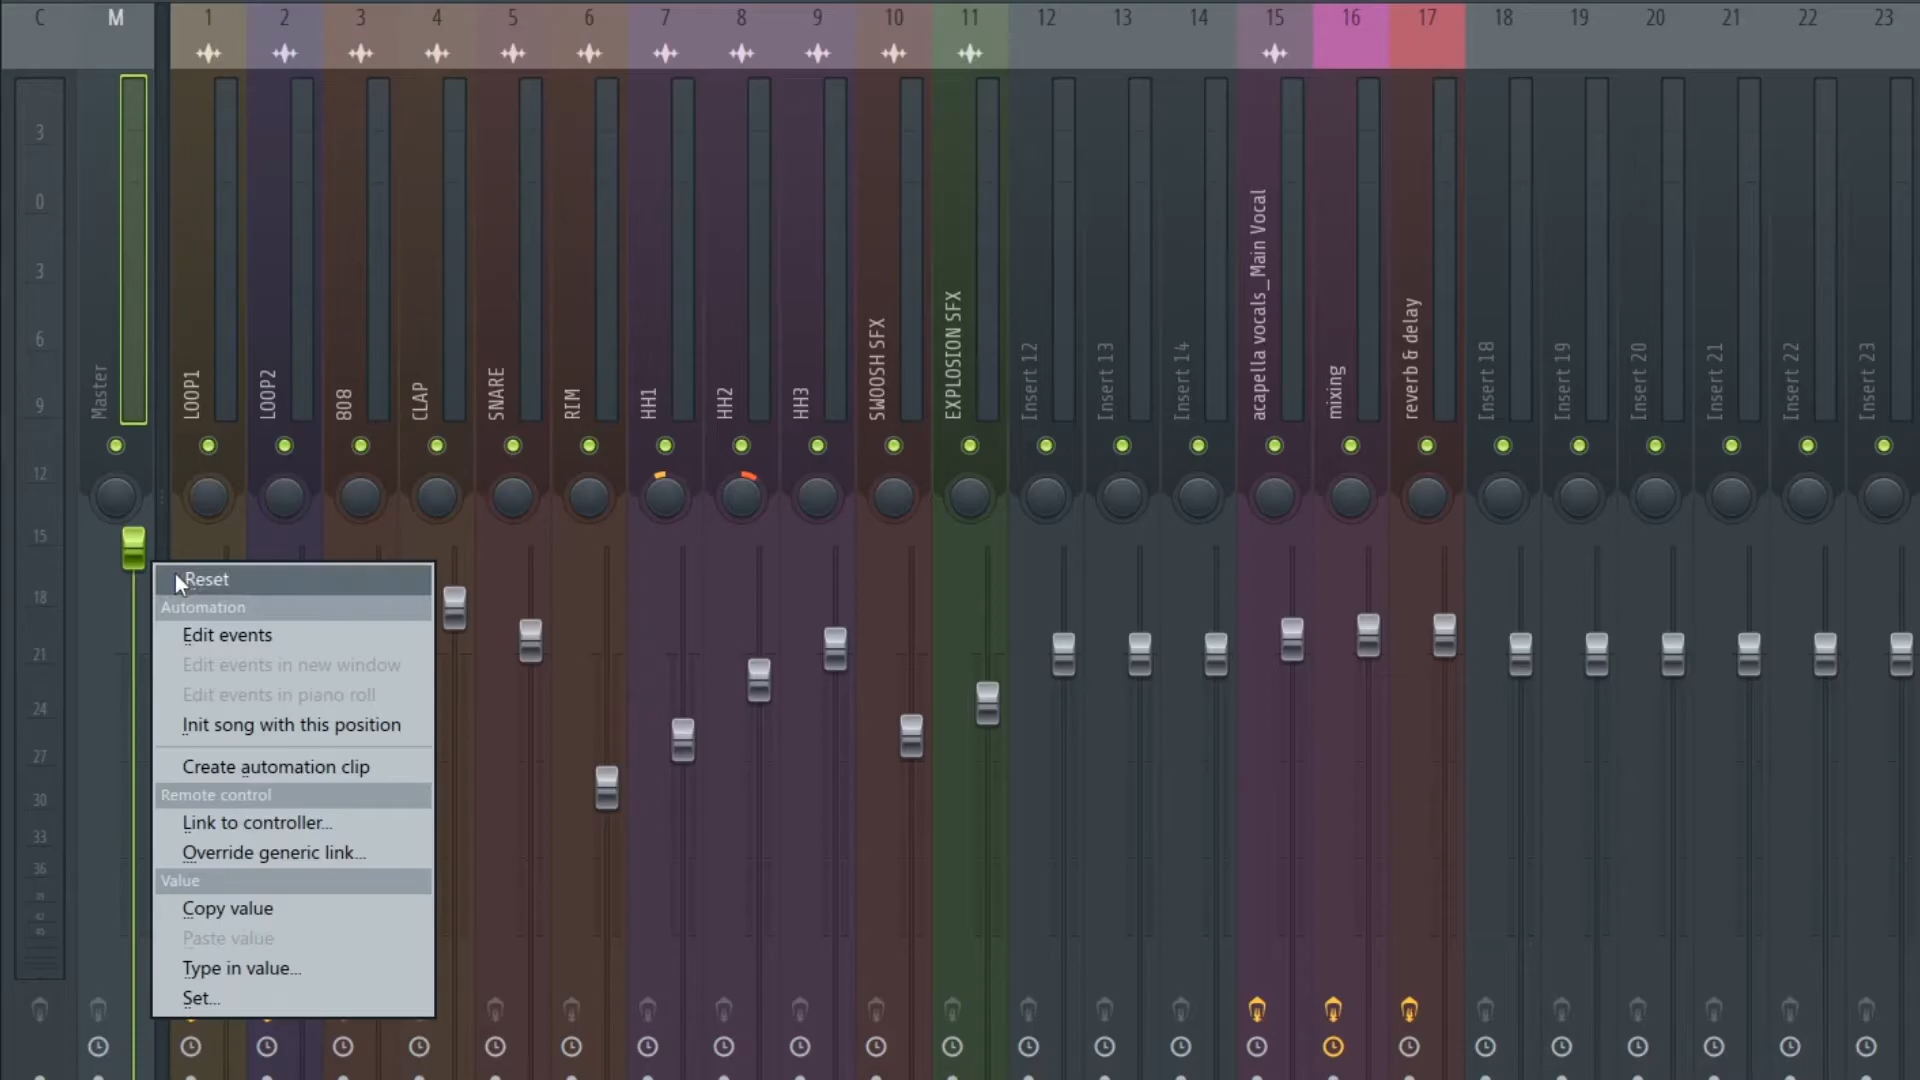 C M 1 2 3 4 5 6 7 8 9 10 11 12 13 14 15 16 17 18 19 20 21 22 23
3
0
3
6
9
12
15
18
21
24
27
30
33
36
Master
LOOP1
LOOP2
808
CLAP
SNARE
RIM
HH1
HH2
HH3
SWOOSH SFX
EXPLOSION SFX
Insert 12
Insert 13
Insert 14
acapella vocals_Main Vocal
mixing
reverb & delay
Insert 18
Insert 19
Insert 20
Insert 21
Insert 22
Insert 23
Reset
Automation
Edit events
Edit events in new window
Edit events in piano roll
Init song with this position
Create automation clip
Remote control
Link to controller...
Override generic link...
Value
Copy value
Paste value
Type in value...
Set...